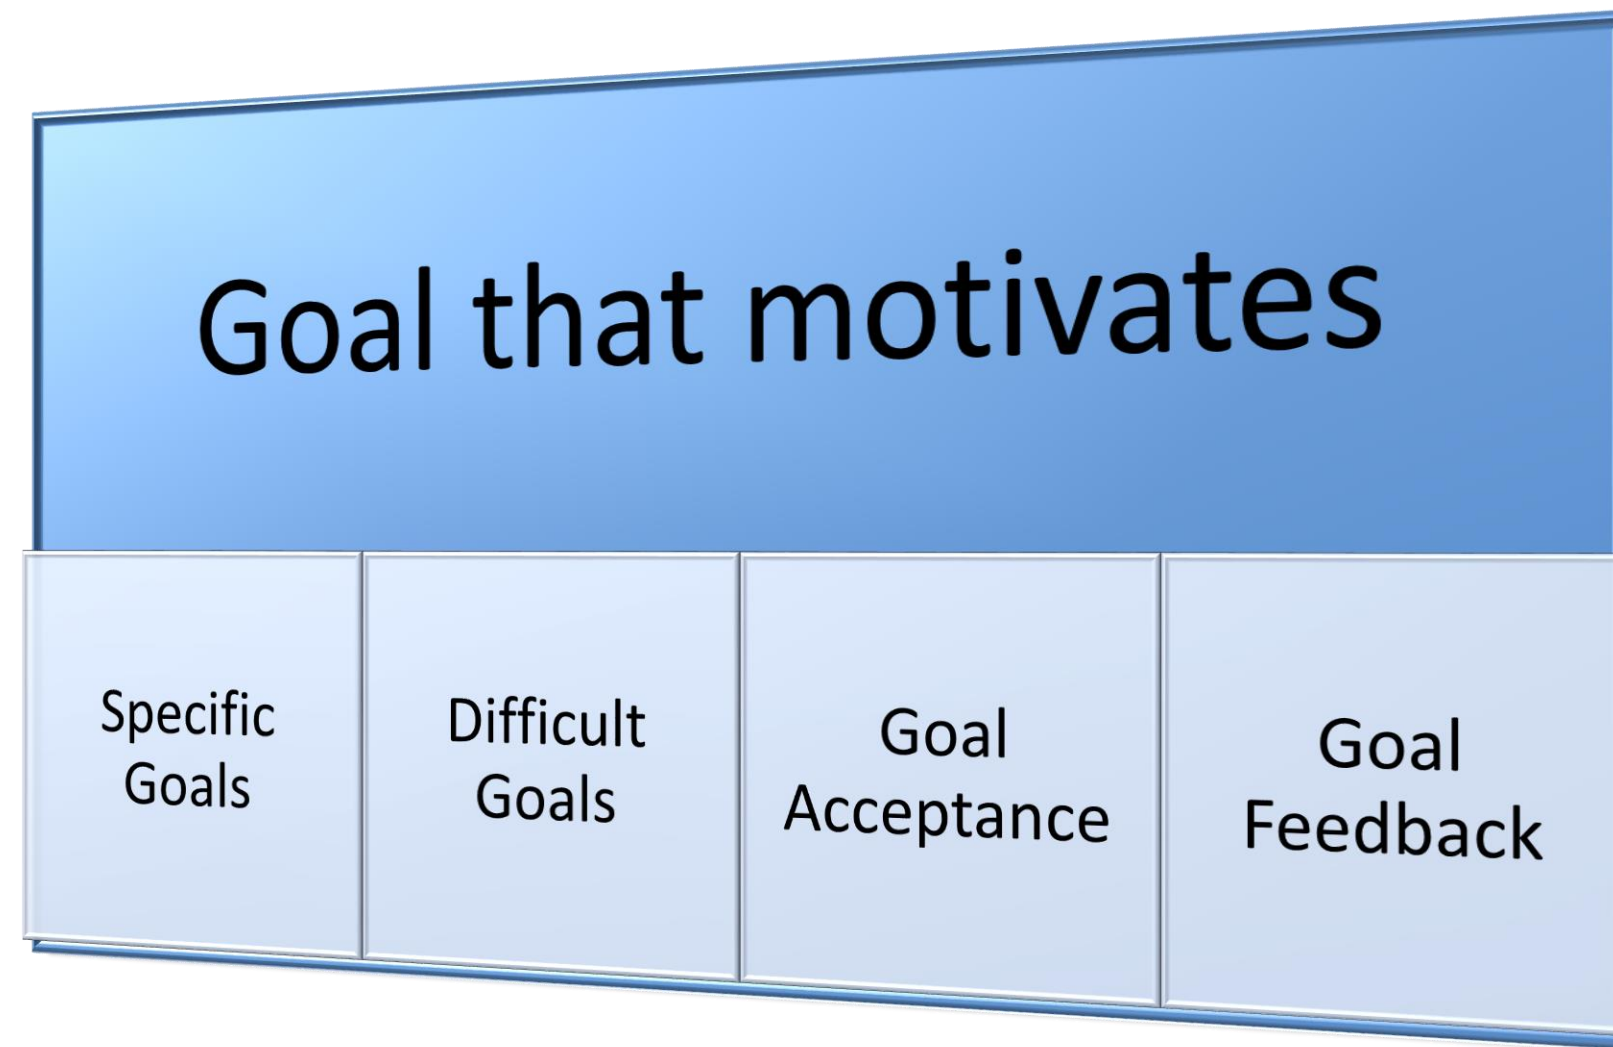 Goal that motivates
Specific
Goals
Difficult
Goals
Goal
Acceptance
Goal
Feedback